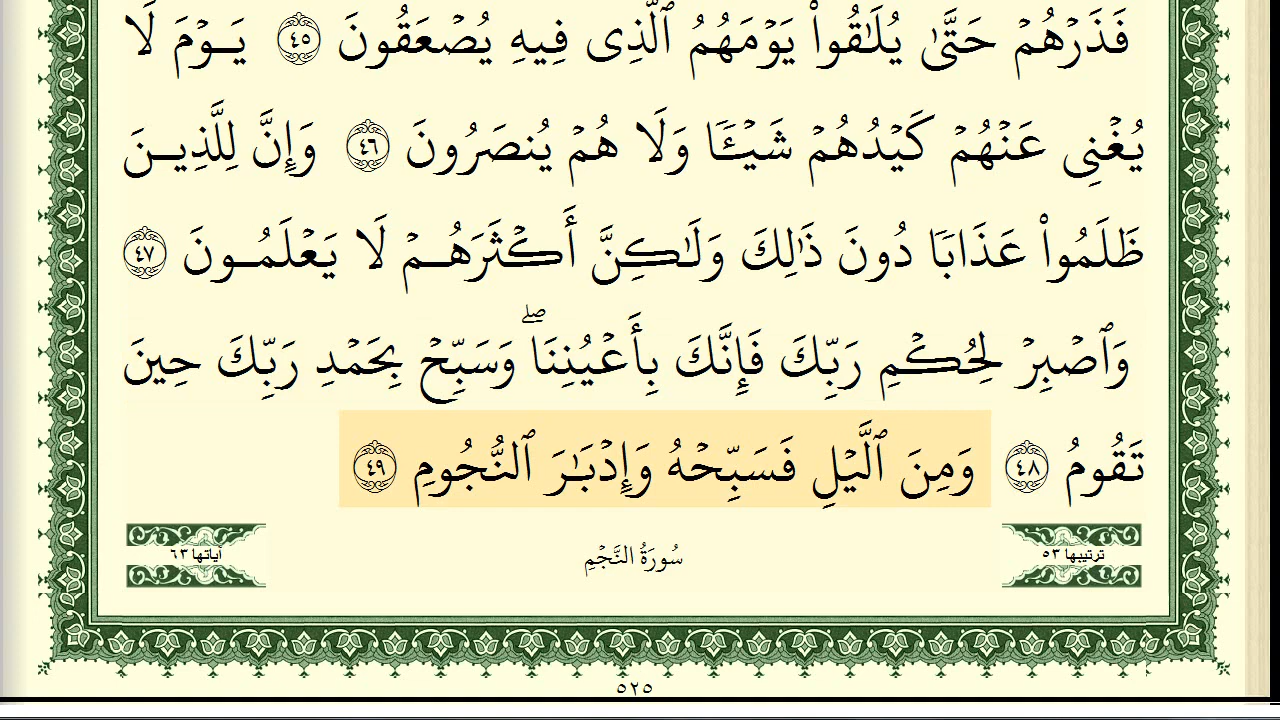 فَذَرْهُمْ حَتَّىٰ يُلَـٰقُوا۟ يَوْمَهُمُ ٱلَّذِى فِيهِ يُصْعَقُونَ ٤٥ يَوْمَ لَا
يُغْنِى عَنْهُمْ كَيْدُهُمْ شَيْـًٔا وَلَا هُمْ يُنصَرُونَ ٤٦ وَإِنَّ لِلَّذِينَ
ظَلَمُوا۟ عَذَابًا دُونَ ذَٰلِكَ وَلَـٰكِنَّ أَكْثَرَهُمْ لَا يَعْلَمُونَ ٤٧
وَٱصْبِرْ لِحُكْمِ رَبِّكَ فَإِنَّكَ بِأَعْيُنِنَا ۖ وَسَبِّحْ بِحَمْدِ رَبِّكَ حِينَ
تَقُومُ ٤٨ وَمِنَ ٱلَّيْلِ فَسَبِّحْهُ وَإِدْبَـٰرَ ٱلنُّجُومِ ٤٩
ترتيبها ٥٣ سُورَةُ النَّجْمِ آياتها ٦٣
٥٢٥